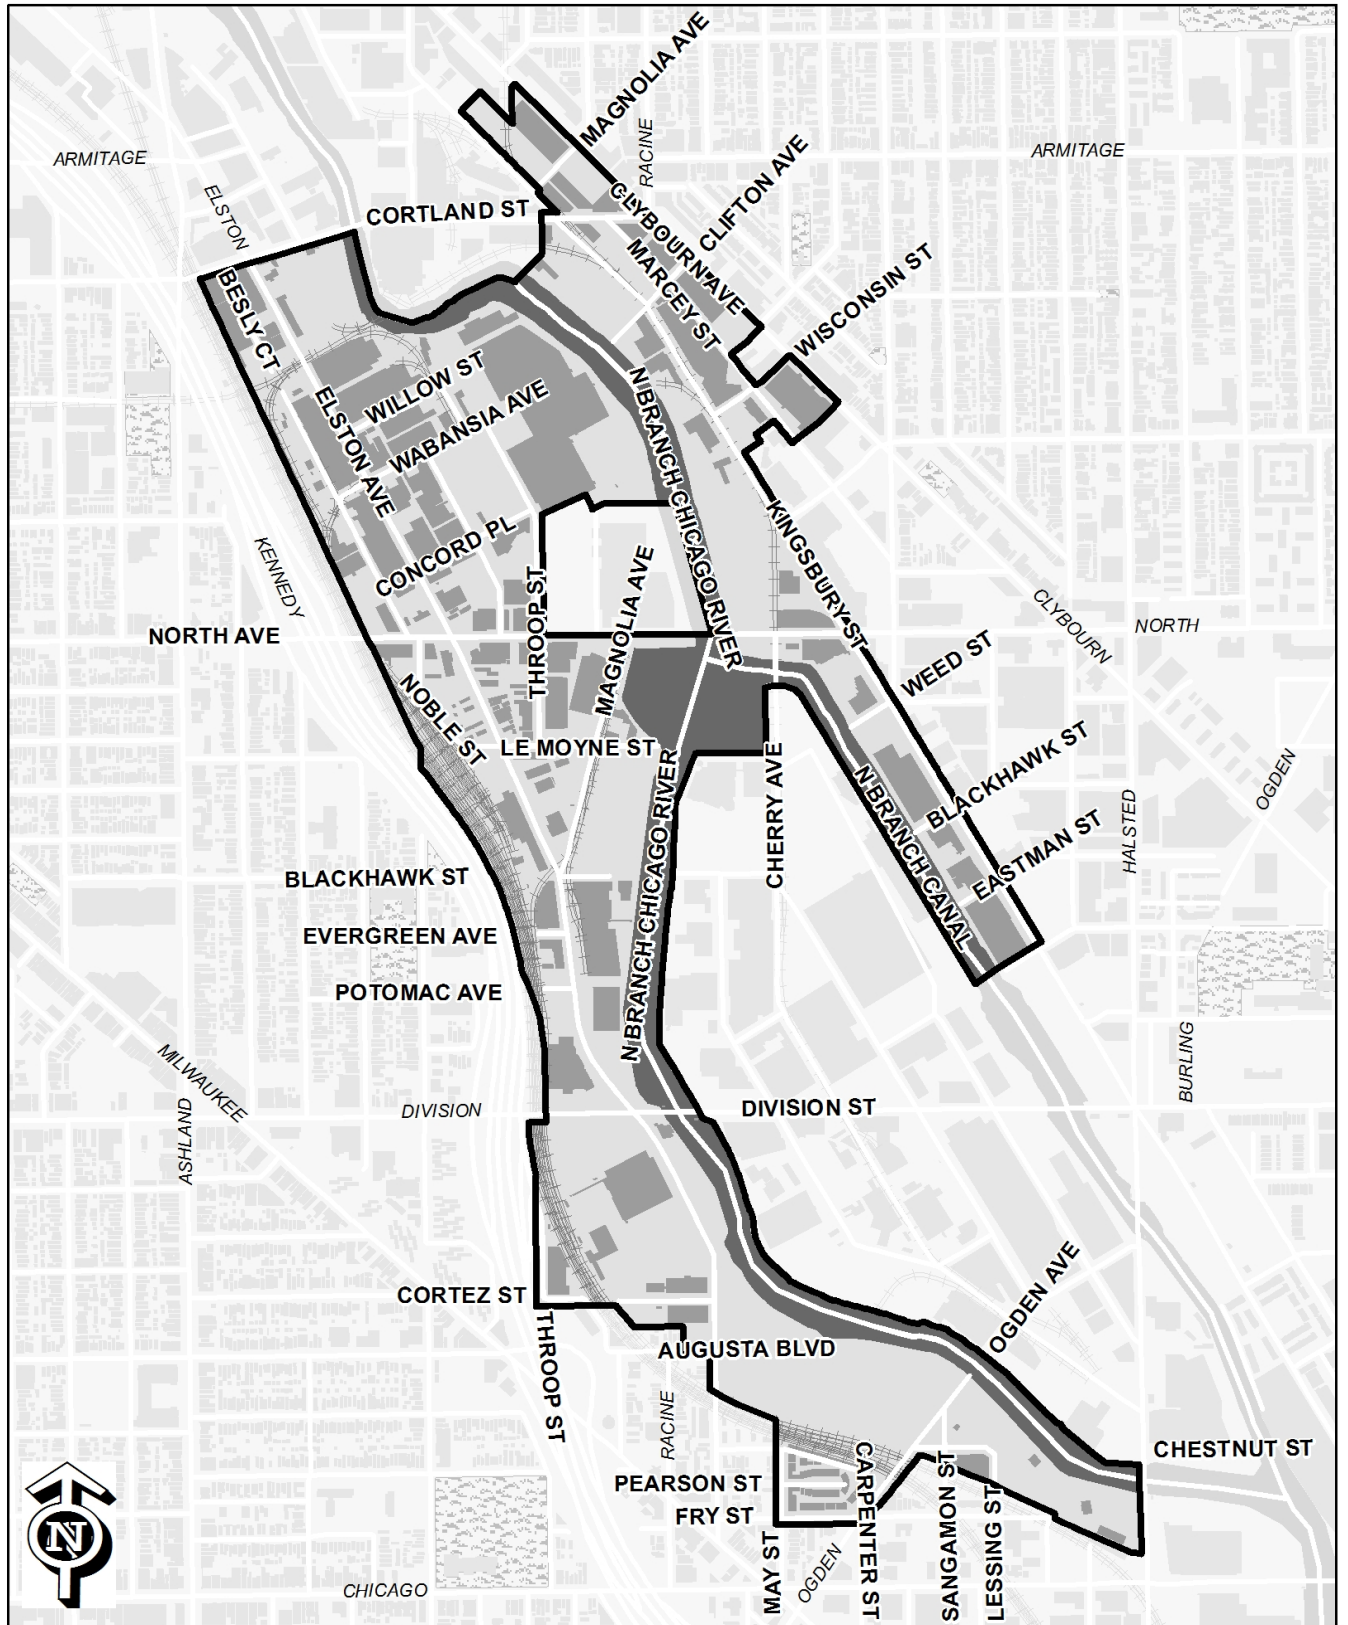 MAGNOLIA AVE
RACINE
ARMITAGE
ARMITAGE
CLIFTON AVE
ELSTON
CORTLAND ST
CLYBOURN AVE
MARCEY ST
WISCONSIN ST
BESLY CT
WILLOW ST
ELSTON AVE
WABANSIA AVE
N BRANCH CHICAGO RIVER
CONCORD PL
KENNEDY
KINGSBURY ST
THROOP ST
MAGNOLIA AVE
CLYBOURN
NORTH AVE
NORTH
WEED ST
NOBLE ST
LE MOYNE ST
CHERRY AVE
N BRANCH CANAL
BLACKHAWK ST
OGDEN
HALSTED
EASTMAN ST
BLACKHAWK ST
N BRANCH CHICAGO RIVER
EVERGREEN AVE
POTOMAC AVE
MILWAUKEE
BURLING
ASHLAND
DIVISION
DIVISION ST
OGDEN AVE
CORTEZ ST
THROOP ST
AUGUSTA BLVD
RACINE
CHESTNUT ST
PEARSON ST
FRY ST
MAY ST
OGDEN
CARPENTER ST
SANGAMON ST
LESSING ST
N
CHICAGO